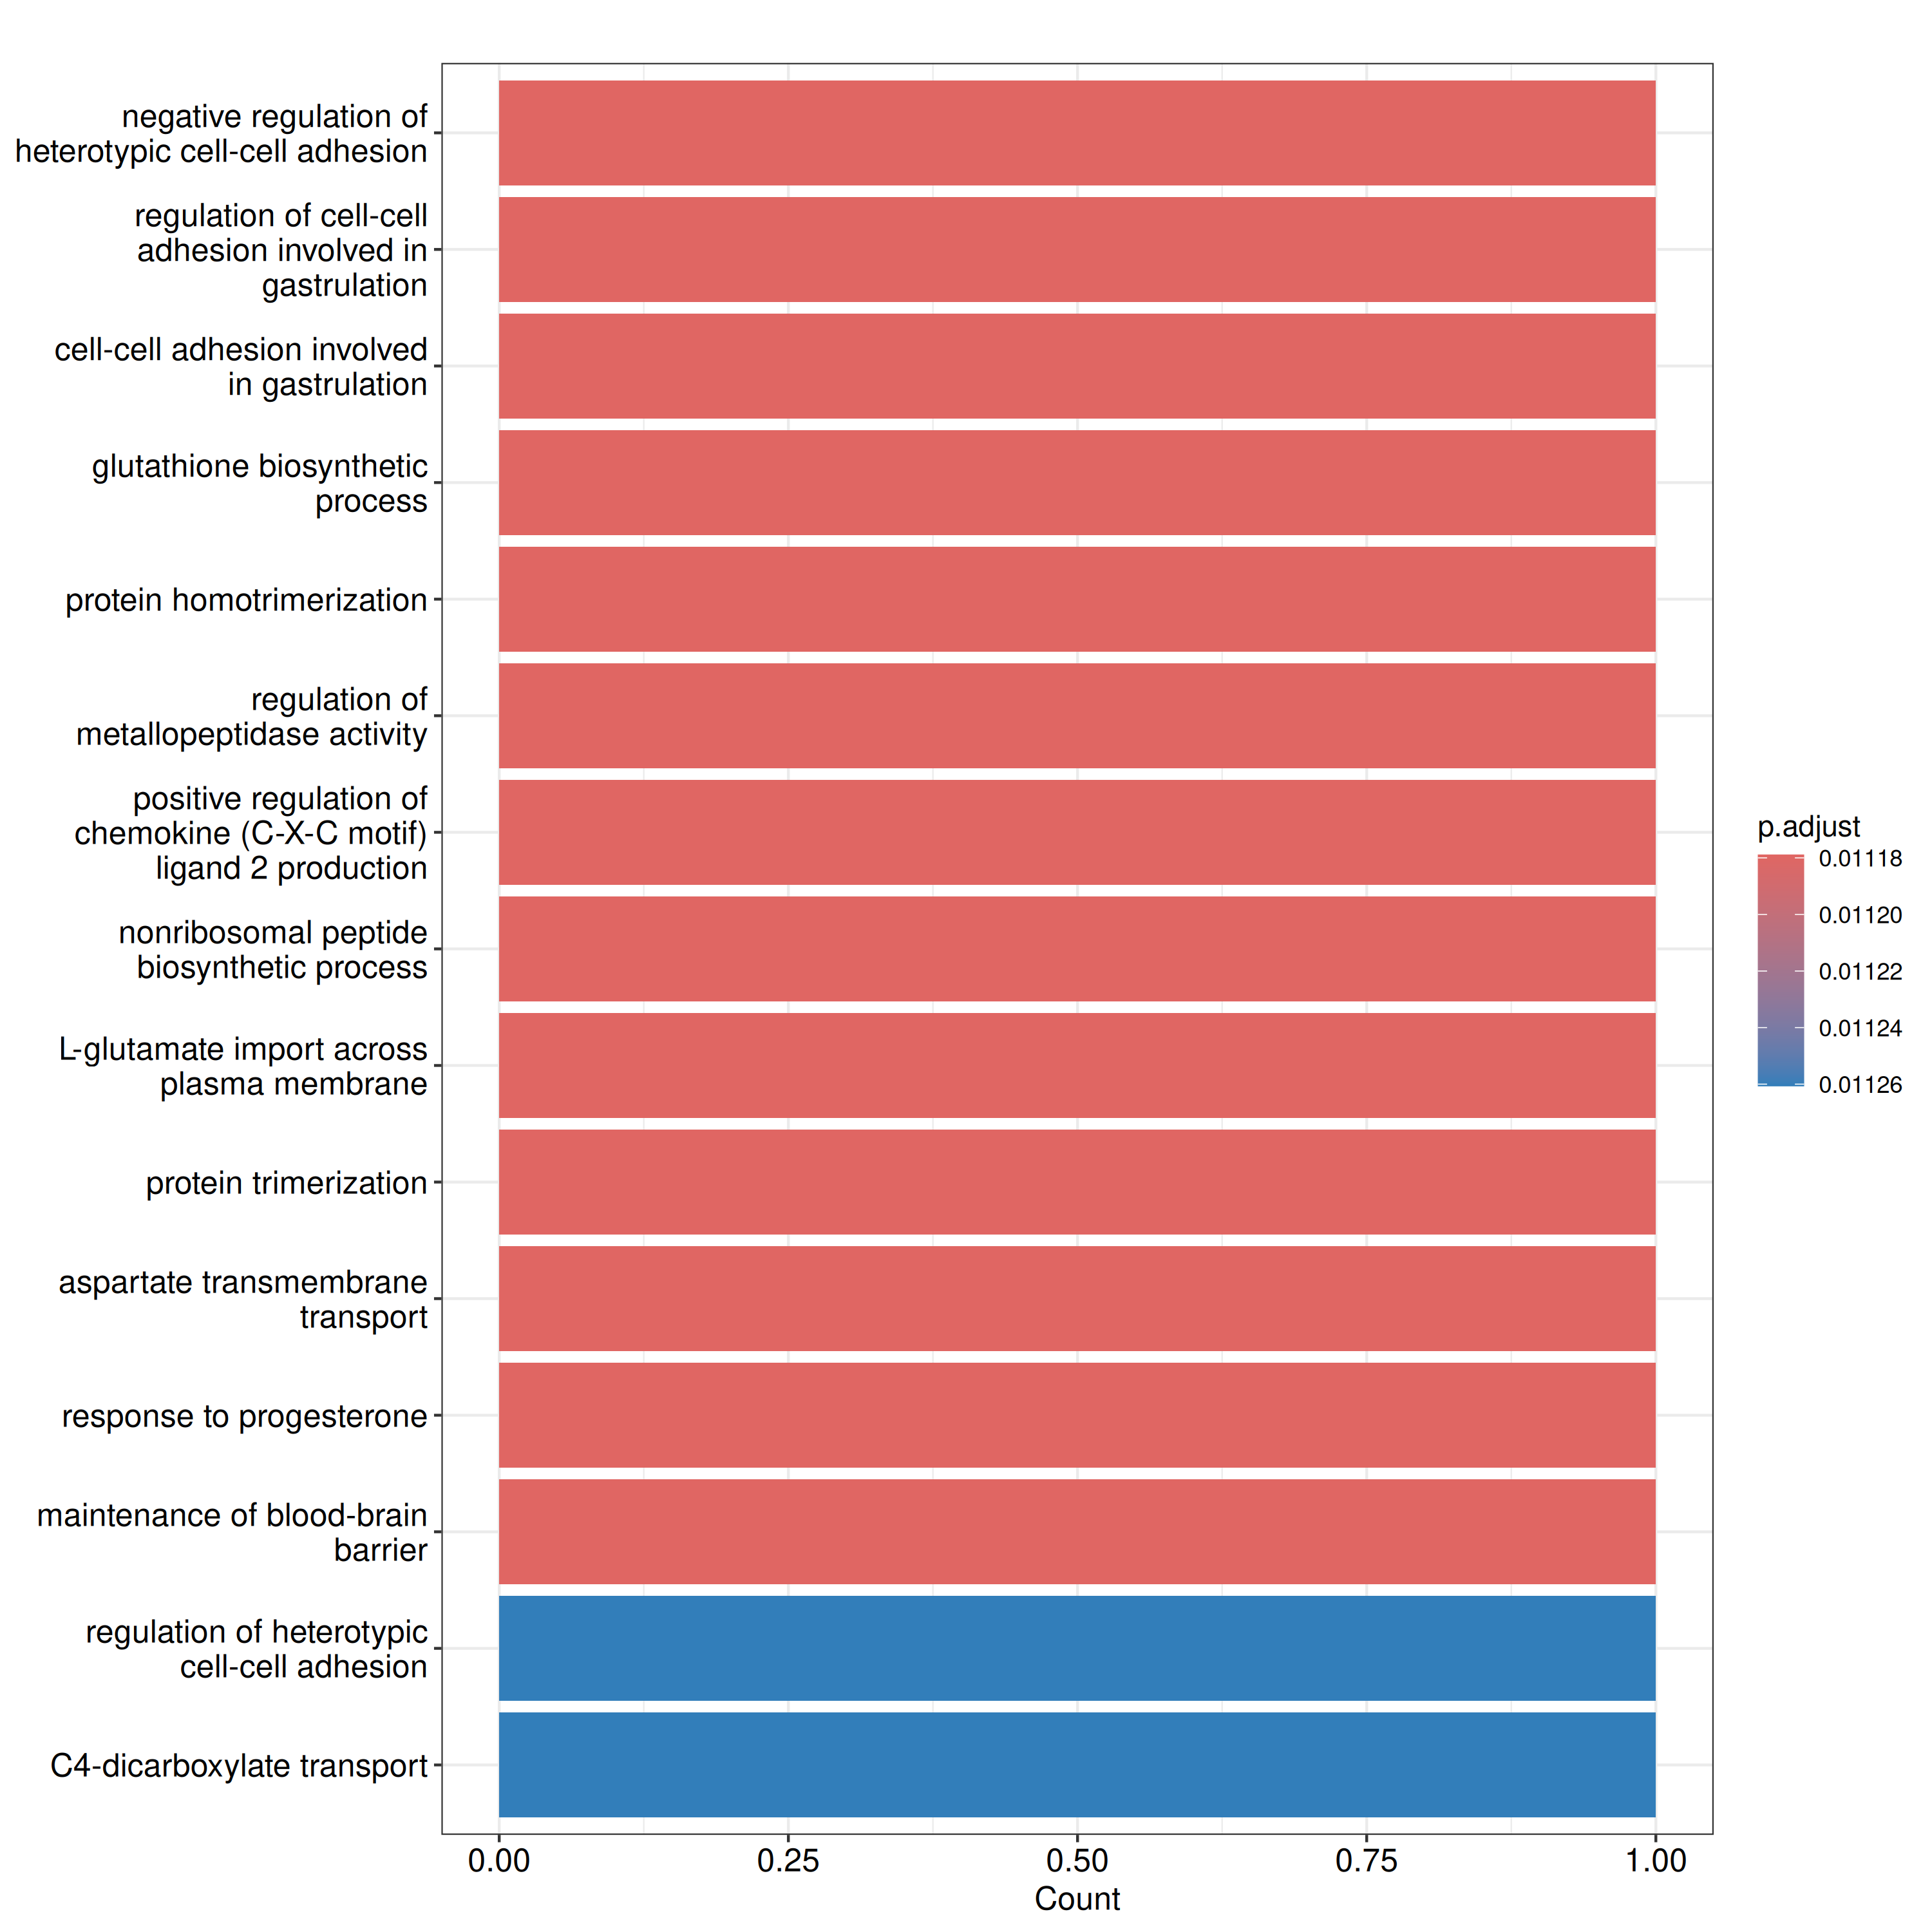 negative regulation of
heterotypic cell-cell adhesion
regulation of cell-cell
adhesion involved in
gastrulation
cell-cell adhesion involved
in gastrulation
glutathione biosynthetic
process
protein homotrimerization
regulation of
metallopeptidase activity
positive regulation of
chemokine (C-X-C motif)
ligand 2 production
nonribosomal peptide
biosynthetic process
L-glutamate import across
plasma membrane
protein trimerization
aspartate transmembrane
transport
response to progesterone
maintenance of blood-brain
barrier
regulation of heterotypic
cell-cell adhesion
C4-dicarboxylate transport
0.00 0.25 0.50 0.75 1.00
Count
p.adjust
0.01118
0.01120
0.01122
0.01124
0.01126